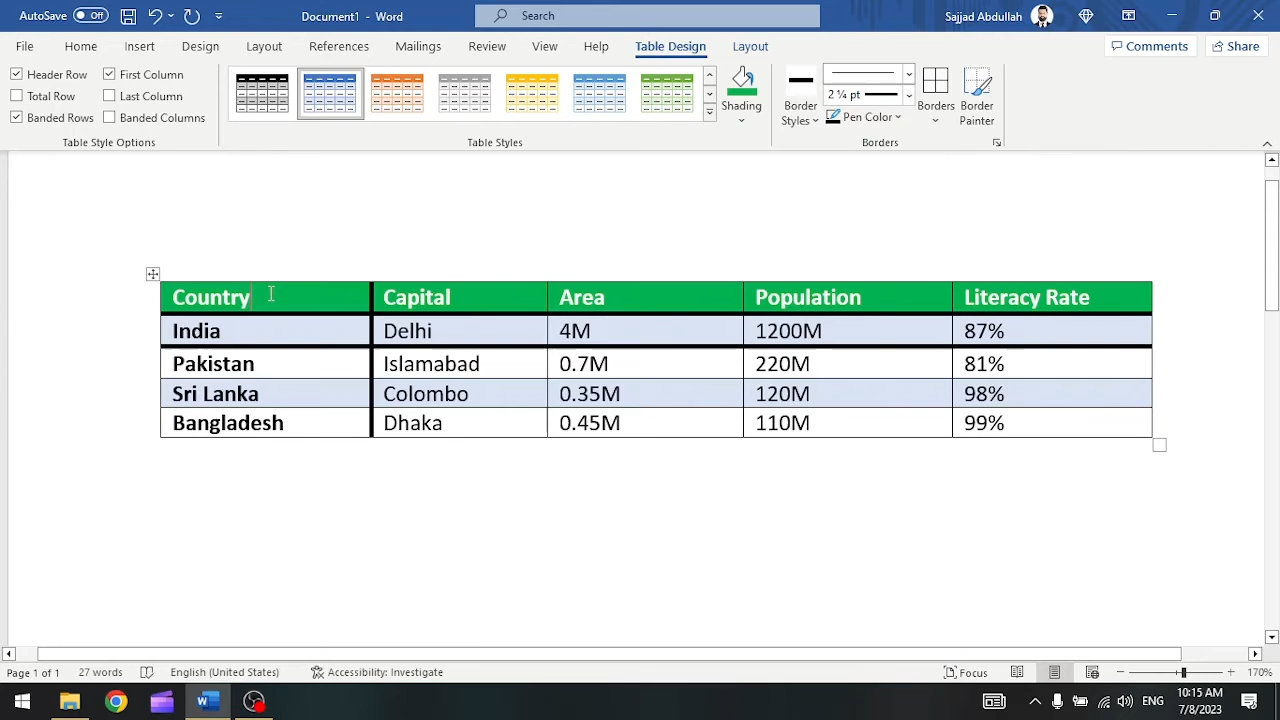 AutoSave Off Document1 - Word Search Sajjad Abdullah
File Home Insert Design Layout References Mailings Review View Help Table Design Layout Comments Share
Header Row First Column
Total Row Last Column
Banded Rows Banded Columns
Table Style Options
Table Styles
Shading
Border Styles
2 ¼ pt
Pen Color
Borders
Border Painter
Borders
Country Capital Area Population Literacy Rate
India Delhi 4M 1200M 87%
Pakistan Islamabad 0.7M 220M 81%
Sri Lanka Colombo 0.35M 120M 98%
Bangladesh Dhaka 0.45M 110M 99%
Page 1 of 1 27 words English (United States) Accessibility: Investigate Focus 170%
ENG 10:15 AM
7/8/2023